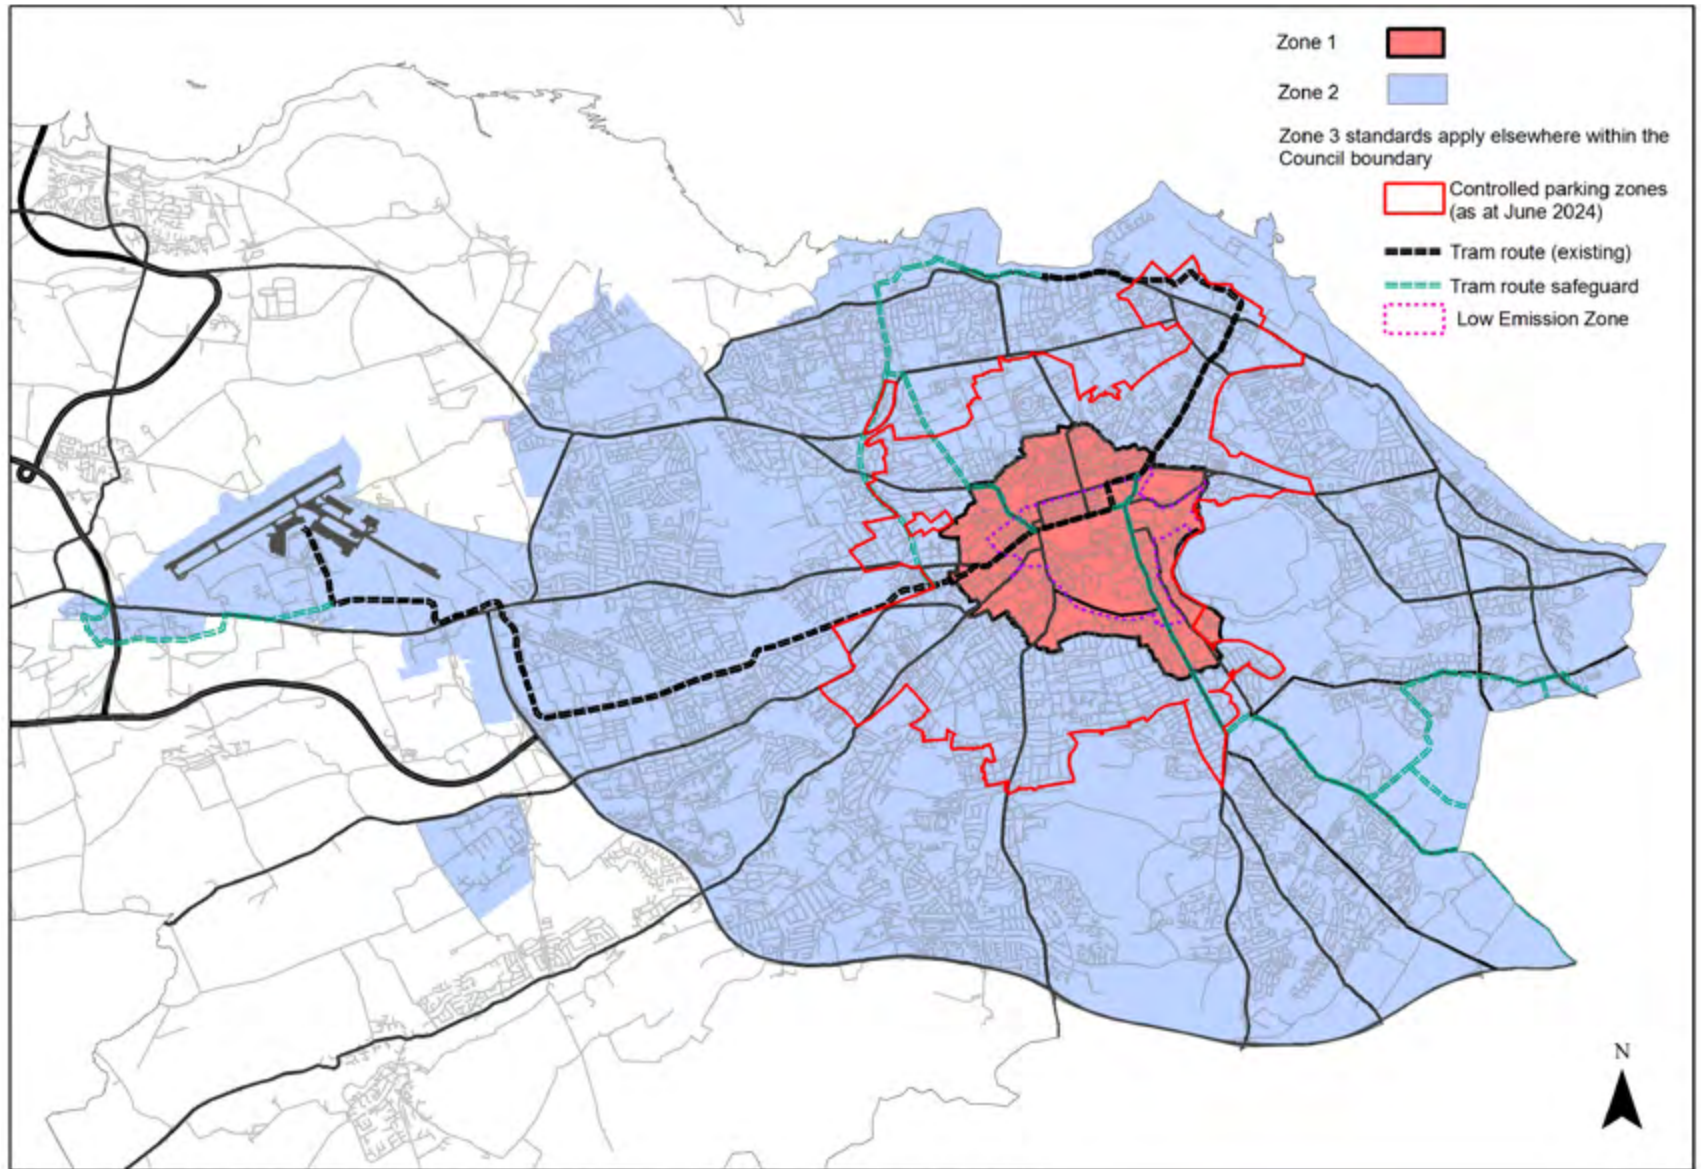 Zone 1
Zone 2
Zone 3 standards apply elsewhere within the
Council boundary
Controlled parking zones
(as at June 2024)
Tram route (existing)
Tram route safeguard
Low Emission Zone
N